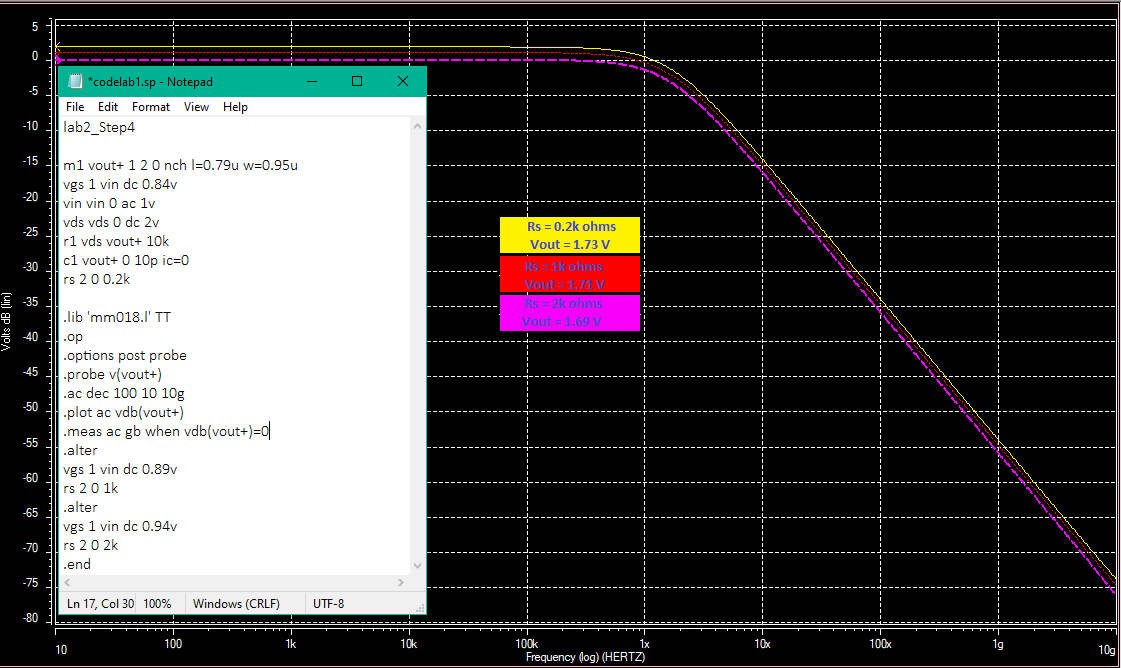 5
0
-5
-10
-15
-20
-25
-30
-35
-40
-45
-50
-55
-60
-65
-70
-75
-80
Volts dB (lin)
*codelab1.sp - Notepad
File Edit Format View Help
lab2_Step4
m1 vout+ 1 2 0 nch l=0.79u w=0.95u
vgs 1 vin dc 0.84v
vin vin 0 ac 1v
vds vds 0 dc 2v
r1 vds vout+ 10k
c1 vout+ 0 10p ic=0
rs 2 0 0.2k
.lib 'mm018.l' TT
.op
.options post probe
.probe v(vout+)
.ac dec 100 10 10g
.plot ac vdb(vout+)
.meas ac gb when vdb(vout+)=0
.alter
vgs 1 vin dc 0.89v
rs 2 0 1k
.alter
vgs 1 vin dc 0.94v
rs 2 0 2k
.end
Ln 17, Col 30 100% Windows (CRLF) UTF-8
Rs = 0.2k ohms
Vout = 1.73 V
Rs = 1k ohms
Vout = 1.71 V
Rs = 2k ohms
Vout = 1.69 V
10 100 1k 10k 100k 1x 10x 100x 1g 10g
Frequency (log) (HERTZ)